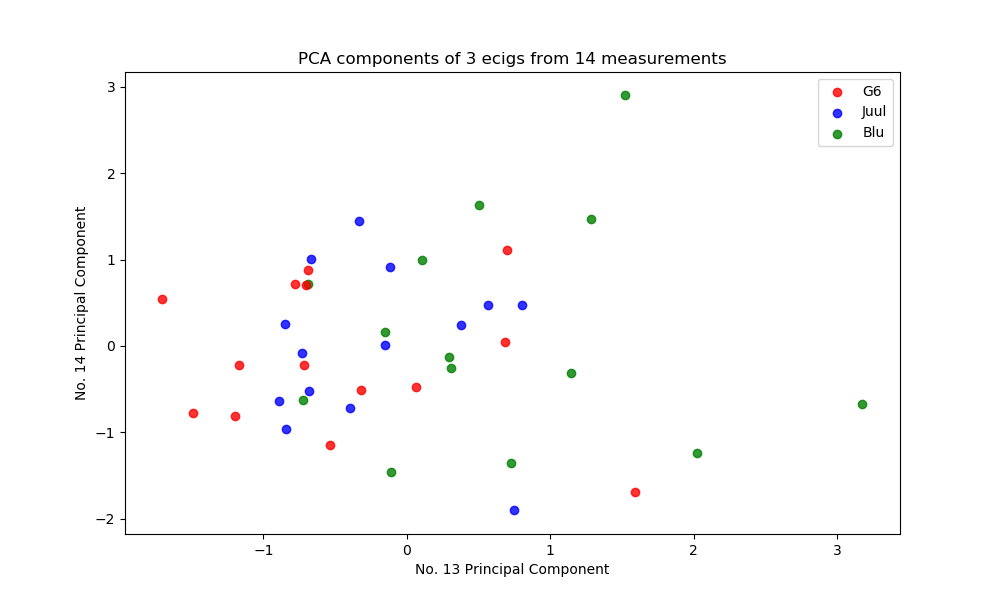 PCA components of 3 ecigs from 14 measurements
G6
Juul
Blu
3
2
1
0
−1
−2
No. 14 Principal Component
−1
0
1
2
3
No. 13 Principal Component